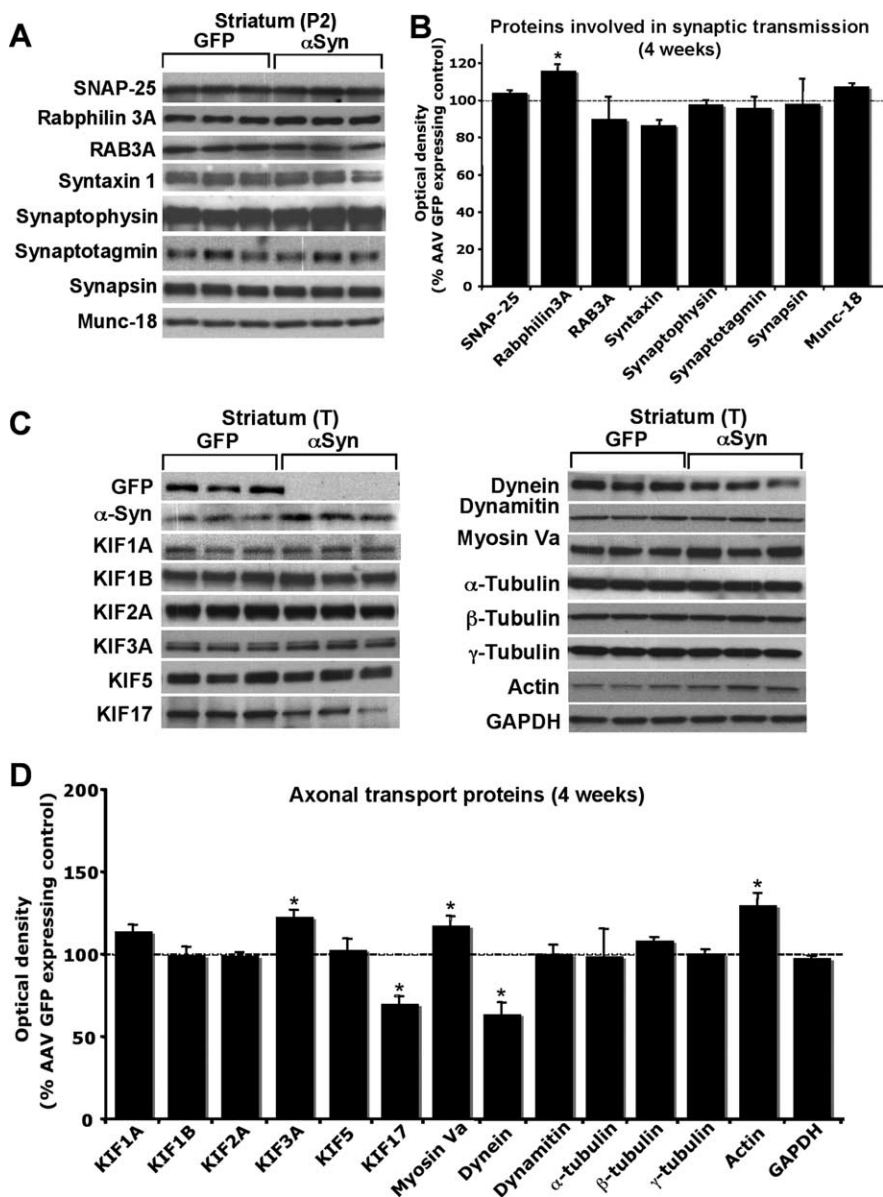 A
Striatum (P2)
GFP αSyn
SNAP-25
Rabphilin 3A
RAB3A
Syntaxin 1
Synaptophysin
Synaptotagmin
Synapsin
Munc-18
B
Proteins involved in synaptic transmission
(4 weeks)
Optical density
(% AAV GFP expressing control)
120
100
80
60
40
20
0
*
SNAP-25
Rabphilin3A
RAB3A
Syntaxin
Synaptophysin
Synaptotagmin
Synapsin
Munc-18
C
Striatum (T)
GFP αSyn
GFP
α-Syn
KIF1A
KIF1B
KIF2A
KIF3A
KIF5
KIF17
Striatum (T)
GFP αSyn
Dynein
Dynamitin
Myosin Va
α-Tubulin
β-Tubulin
γ-Tubulin
Actin
GAPDH
D
Axonal transport proteins (4 weeks)
Optical density
(% AAV GFP expressing control)
200
150
100
50
0
* * * * *
KIF1A
KIF1B
KIF2A
KIF3A
KIF5
KIF17
Myosin Va
Dynein
Dynamitin
α-tubulin
β-tubulin
γ-tubulin
Actin
GAPDH